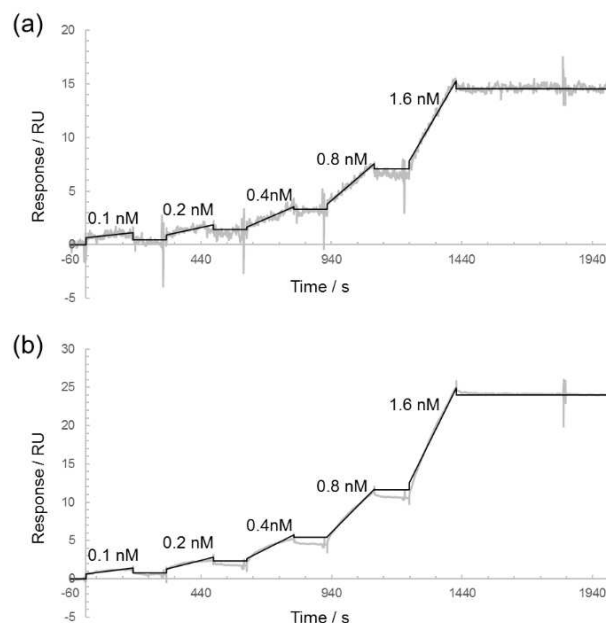 (a)
20
15
10
5
0
-5
Response / RU
0.1 nM
0.2 nM
0.4nM
0.8 nM
1.6 nM
-60
440
940
1440
1940
Time / s
(b)
30
25
20
15
10
5
0
-5
Response / RU
0.1 nM
0.2 nM
0.4nM
0.8 nM
1.6 nM
-60
440
940
1440
1940
Time / s